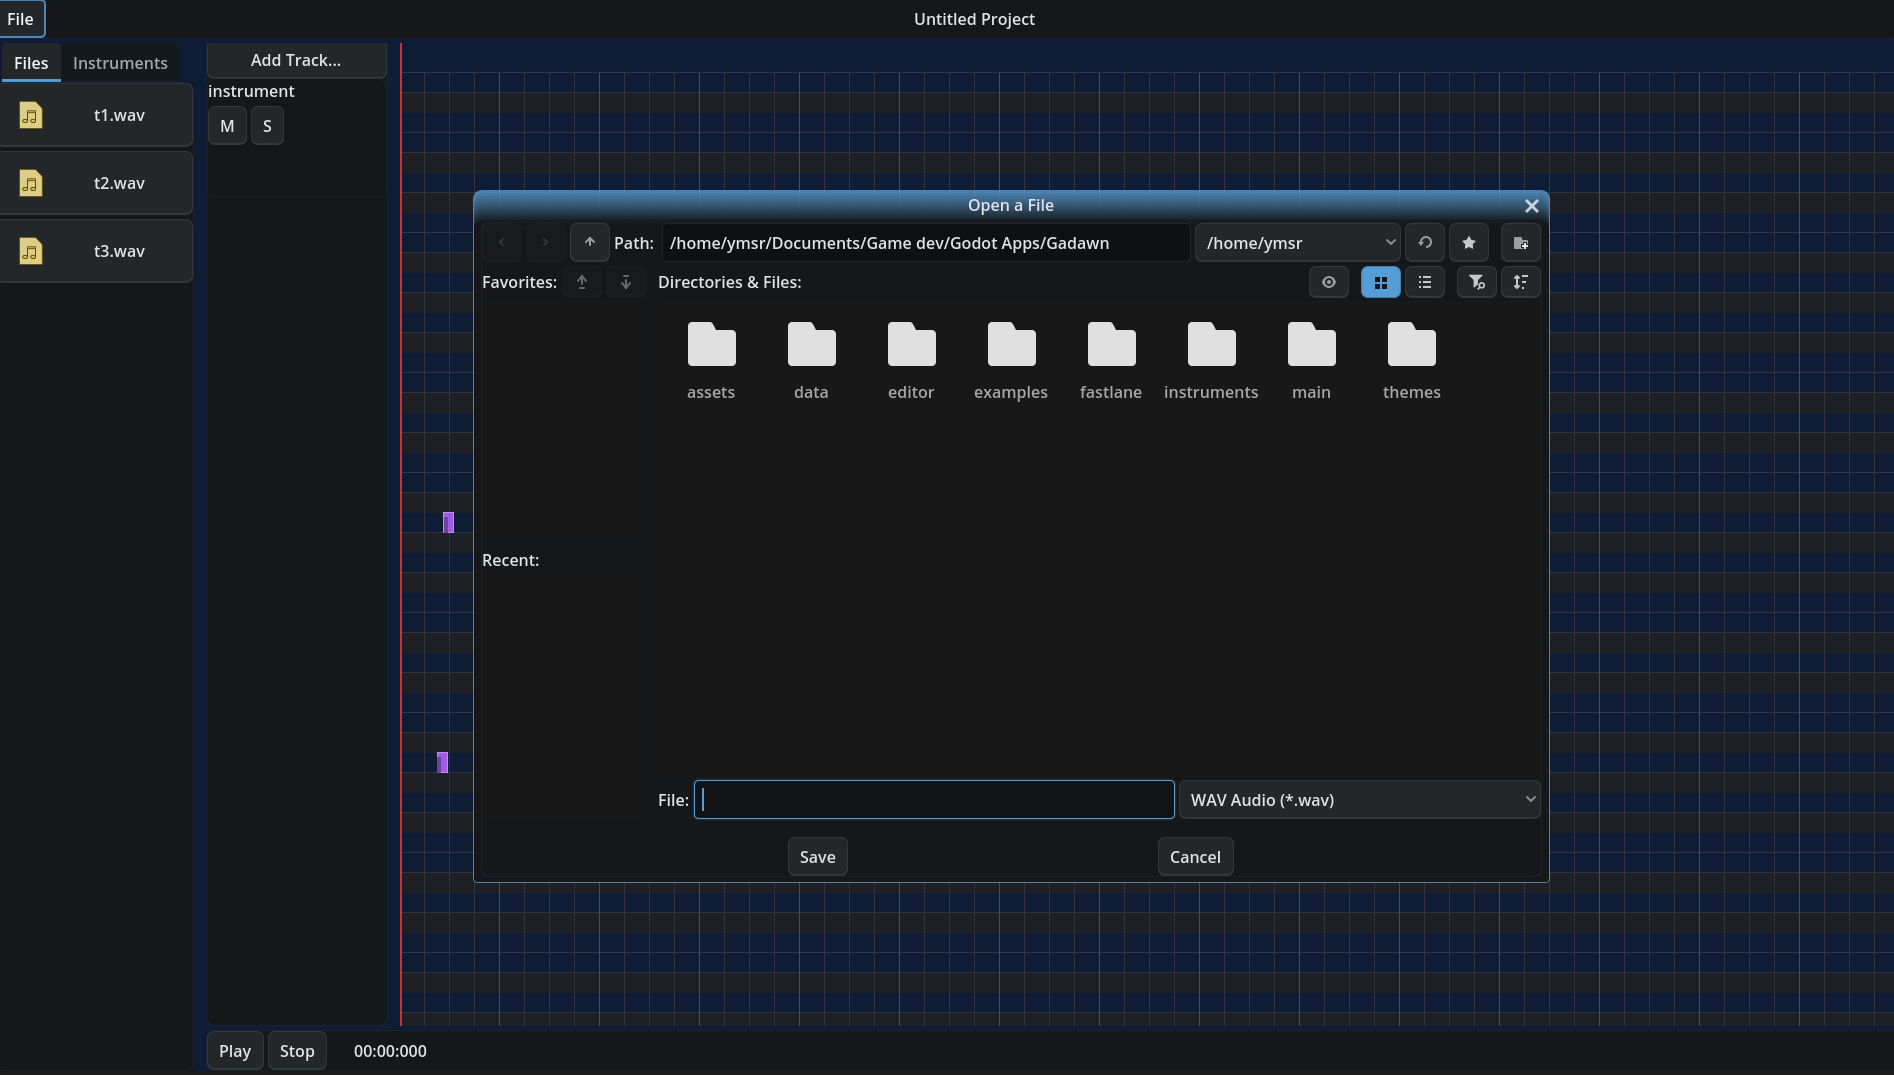 File
Untitled Project
Files
Instruments
Add Track...
t1.wav
t2.wav
t3.wav
instrument
M
S
Open a File
Path:
/home/ymsr/Documents/Game dev/Godot Apps/Gadawn
/home/ymsr
Favorites:
Directories & Files:
assets
data
editor
examples
fastlane
instruments
main
themes
Recent:
File:
WAV Audio (*.wav)
Save
Cancel
Play
Stop
00:00:000